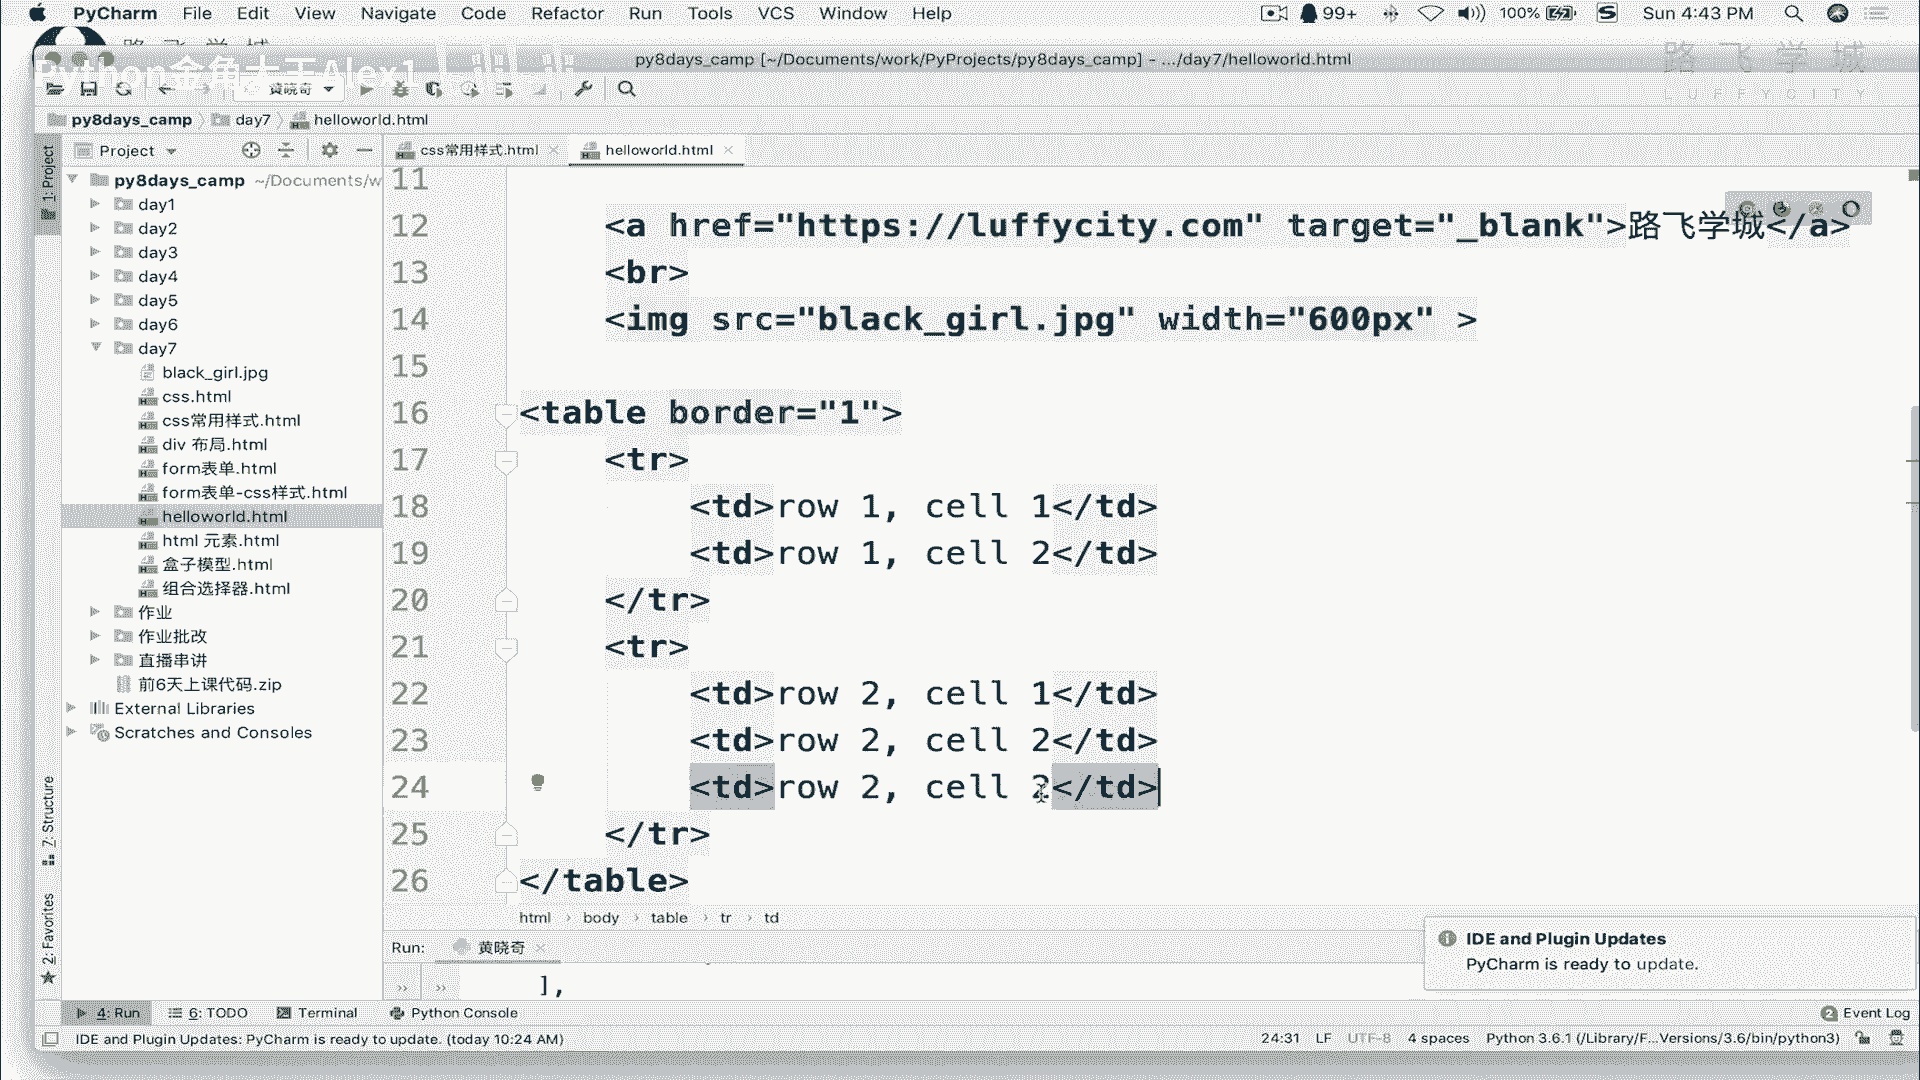 PyCharm File Edit View Navigate Code Refactor Run Tools VCS Window Help 99+ 100% Sun 4:43 PM
路飞学城
py8days_camp [~/Documents/work/PyProjects/py8days_camp] - .../day7/helloworld.html
路飞学城
LUFFYCITY
Python金角大王Alex1
黄晓奇
py8days_camp day7 helloworld.html
1: Project
Project
css常用样式.html
helloworld.html
py8days_camp ~/Documents/w
day1
day2
day3
day4
day5
day6
day7
black_girl.jpg
css.html
css常用样式.html
div 布局.html
form表单.html
form表单-css样式.html
helloworld.html
html 元素.html
盒子模型.html
组合选择器.html
作业
作业批改
直播串讲
前6天上课代码.zip
External Libraries
Scratches and Consoles
7: Structure
2: Favorites
11
12 <a href="https://luffycity.com" target="_blank">路飞学城</a>
13 <br>
14 <img src="black_girl.jpg" width="600px" >
15
16 <table border="1">
17 <tr>
18 <td>row 1, cell 1</td>
19 <td>row 1, cell 2</td>
20 </tr>
21 <tr>
22 <td>row 2, cell 1</td>
23 <td>row 2, cell 2</td>
24 <td>row 2, cell 2</td>
25 </tr>
26 </table>
html › body › table › tr › td
Run: 黄晓奇
],
IDE and Plugin Updates
PyCharm is ready to update.
4: Run 6: TODO Terminal Python Console 2 Event Log
IDE and Plugin Updates: PyCharm is ready to update. (today 10:24 AM) 24:31 LF UTF-8 4 spaces Python 3.6.1 (/Library/F...Versions/3.6/bin/python3)